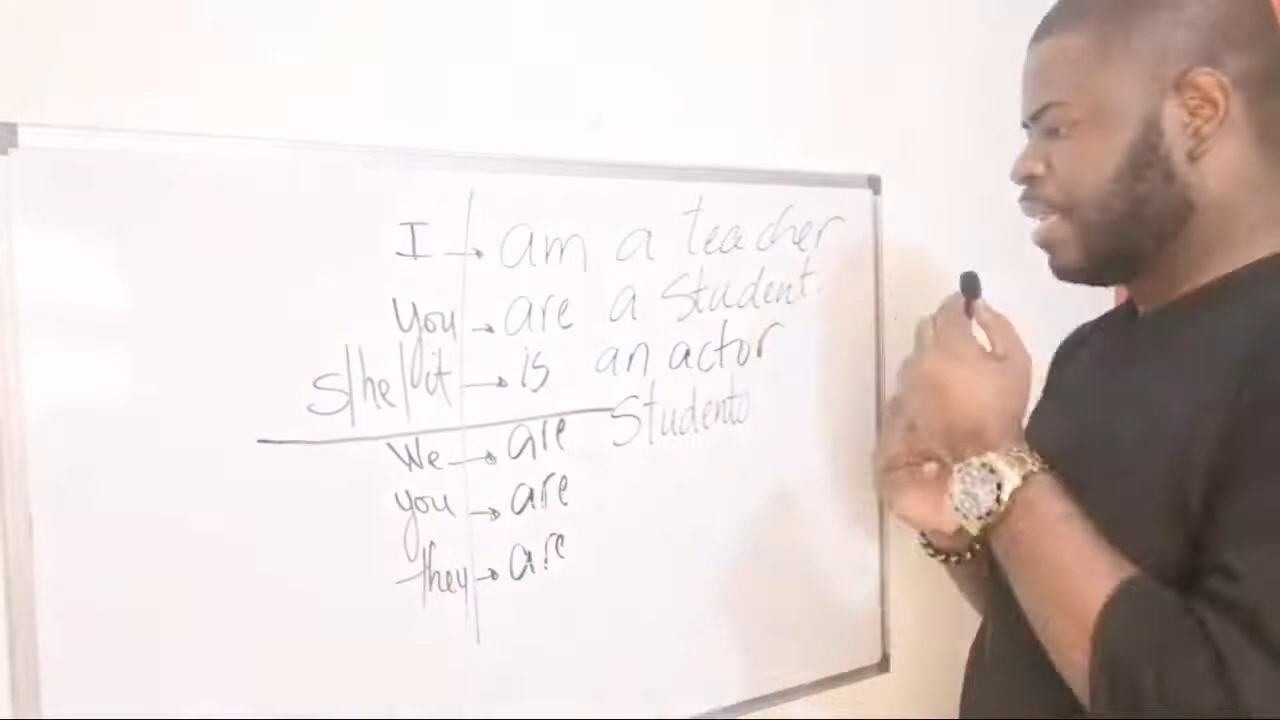 I → am a teacher
You → are a Student.
S/he/it → is an actor
We → are Students
you → are
they → are